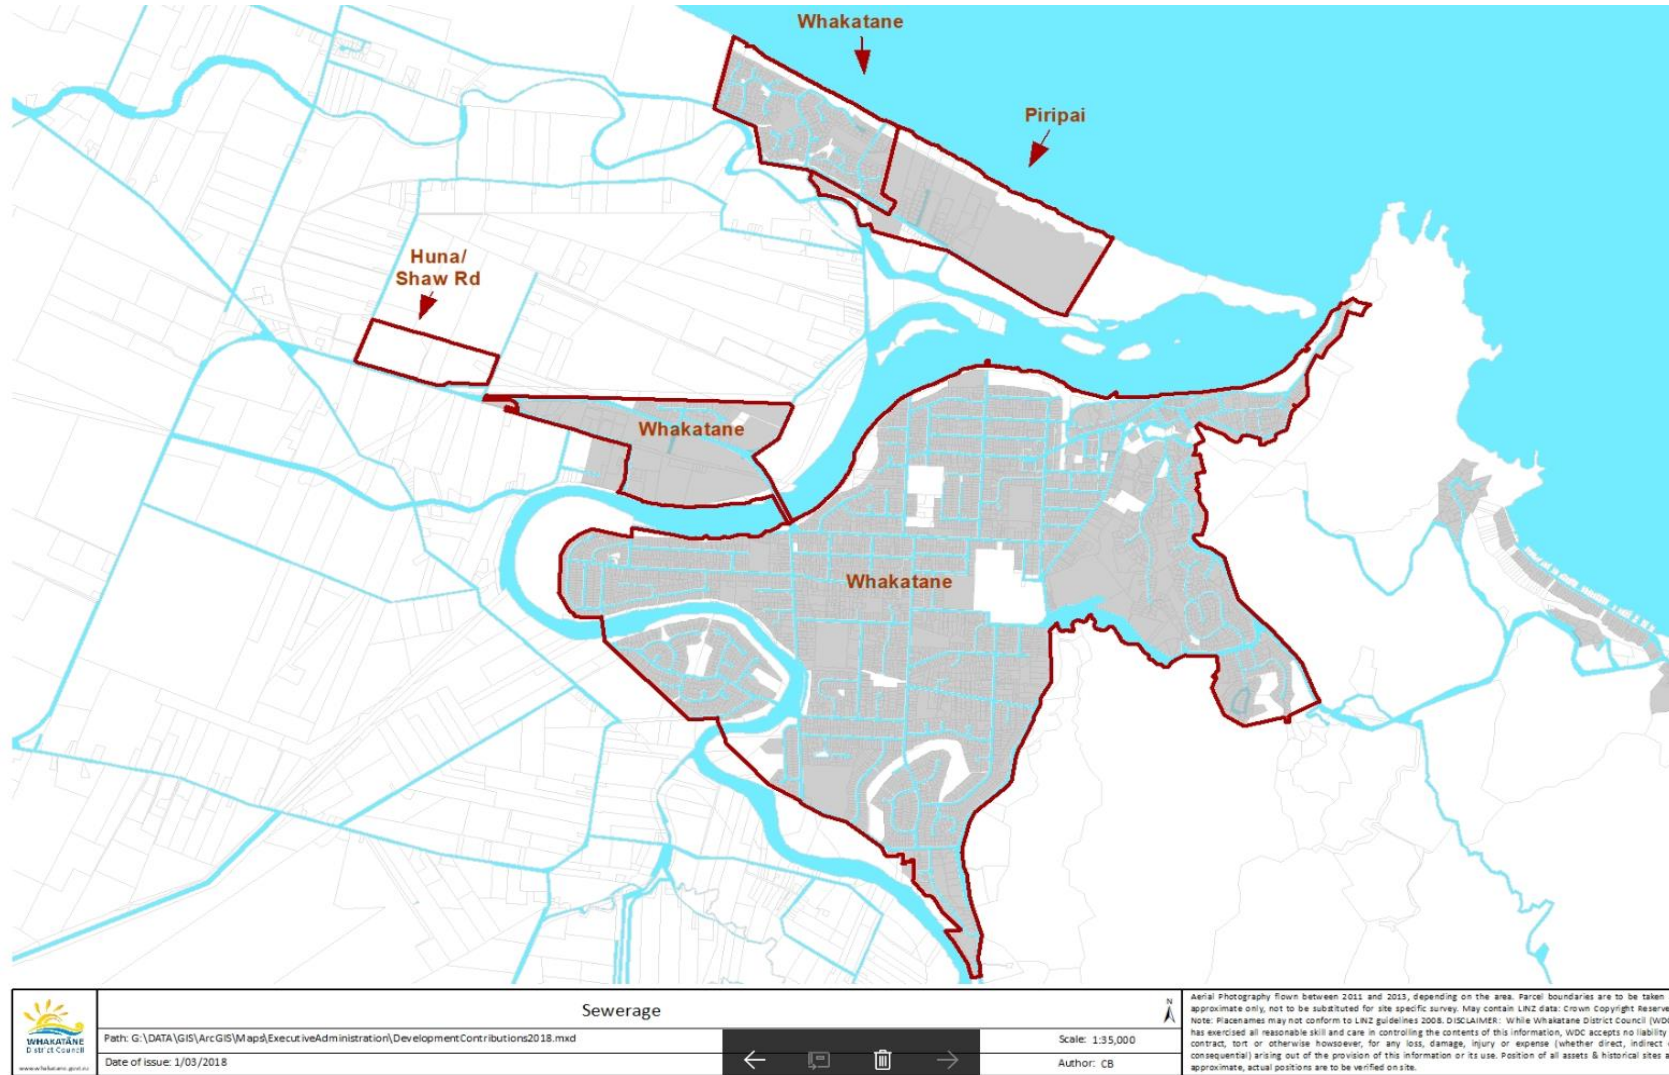 Whakatane
Piripai
Huna/
Shaw Rd
Whakatane
Whakatane
WHAKATĀNE
District Council
www.whakatane.govt.nz
Sewerage
N
Path: G:\DATA\GIS\ArcGIS\Maps\ExecutiveAdministration\DevelopmentContributions2018.mxd
Scale: 1:35,000
Date of issue: 1/03/2018
Author: CB
Aerial Photography flown between 2011 and 2013, depending on the area. Parcel boundaries are to be taken
approximate only, not to be substituted for site specific survey. May contain LINZ data: Crown Copyright Reserve
Note: Placenames may not conform to LINZ guidelines 2008. DISCLAIMER: While Whakatane District Council (WDC
has exercised all reasonable skill and care in controlling the contents of this information, WDC accepts no liability
contract, tort or otherwise howsoever, for any loss, damage, injury or expense (whether direct, indirect
consequential) arising out of the provision of this information or its use. Position of all assets & historical sites a
approximate, actual positions are to be verified on site.